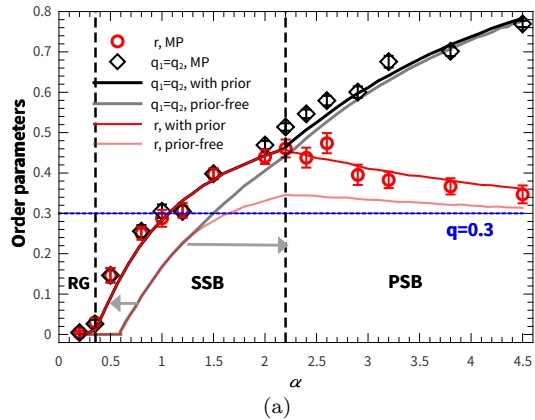 0.8
0.7
0.6
0.5
0.4
0.3
0.2
0.1
0
Order parameters
r, MP
q₁=q₂, MP
q₁=q₂, with prior
q₁=q₂, prior-free
r, with prior
r, prior-free
q=0.3
RG
SSB
PSB
0 0.5 1 1.5 2 2.5 3 3.5 4 4.5
α
(a)